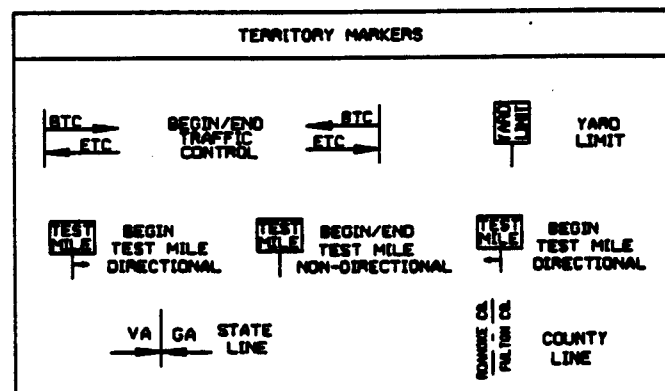 TERRITORY MARKERS
BTC
ETC
BEGIN/END
TRAFFIC
CONTROL
BTC
ETC
YARD
LIMIT
YARD
LIMIT
TEST
MILE
BEGIN
TEST MILE
DIRECTIONAL
TEST
MILE
BEGIN/END
TEST MILE
NON-DIRECTIONAL
TEST
MILE
BEGIN
TEST MILE
DIRECTIONAL
VA
GA
STATE
LINE
ROANOKE CO.
FULTON CO.
COUNTY
LINE